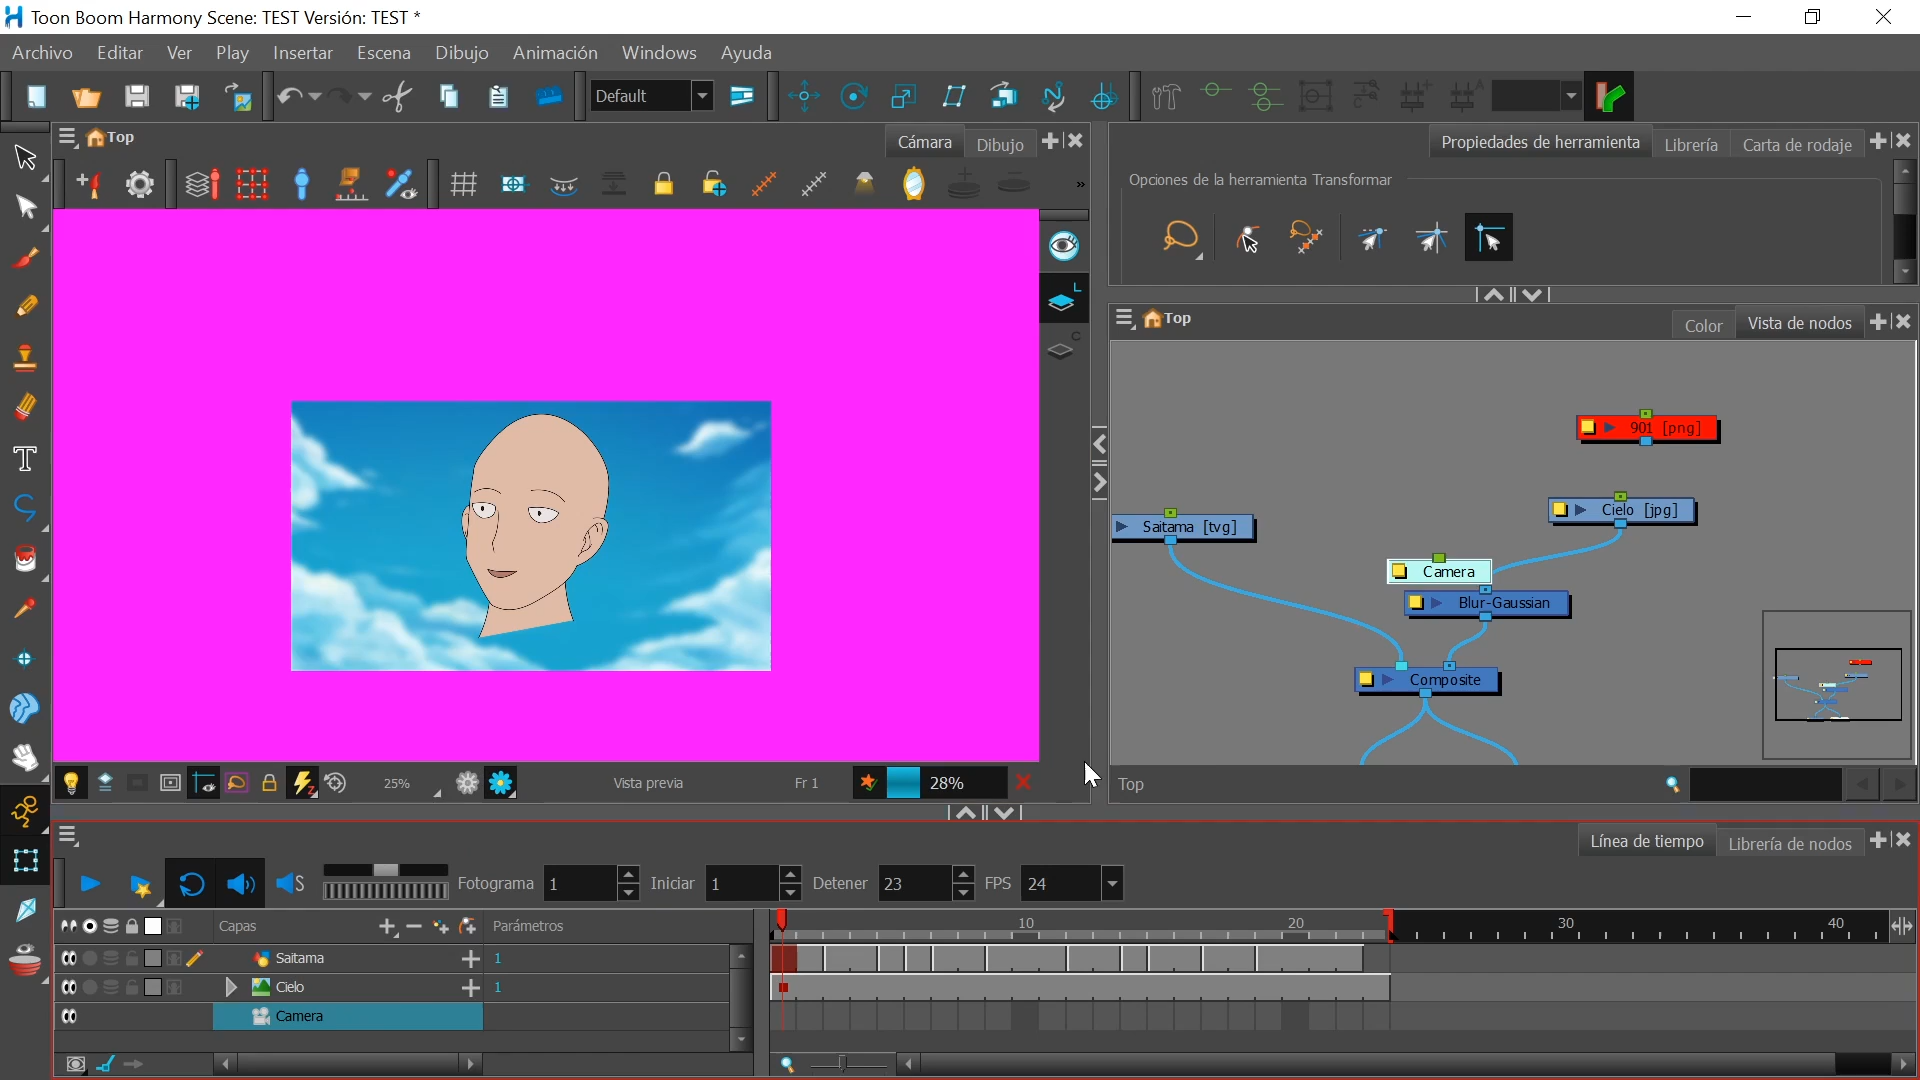 Toon Boom Harmony Scene: TEST Versión: TEST *
Archivo Editar Ver Play Insertar Escena Dibujo Animación Windows Ayuda
Default
Top
Cámara Dibujo
Propiedades de herramienta Librería Carta de rodaje
Opciones de la herramienta Transformar
Top
Color Vista de nodos
L
C
901 [png]
Cielo [jpg]
Saitama [tvg]
Camera
Blur-Gaussian
Composite
25% Vista previa Fr 1 28%
Top
Línea de tiempo Librería de nodos
Fotograma 1 Iniciar 1 Detener 23 FPS 24
Capas Parámetros 10 20 30 40
Saitama 1
Cielo 1
Camera